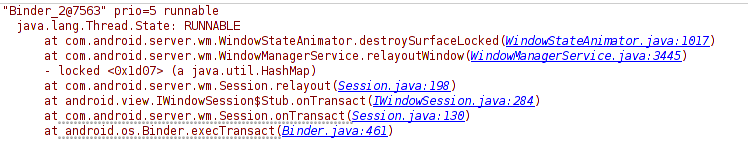 "Binder_2@7563" prio=5 runnable
java.lang.Thread.State: RUNNABLE
at com.android.server.wm.WindowStateAnimator.destroySurfaceLocked(WindowStateAnimator.java:1017)
at com.android.server.wm.WindowManagerService.relayoutWindow(WindowManagerService.java:3445)
- locked <0x1d07> (a java.util.HashMap)
at com.android.server.wm.Session.relayout(Session.java:190)
at android.view.IWindowSession$Stub.onTransact(IWindowSession.java:284)
at com.android.server.wm.Session.onTransact(Session.java:130)
at android.os.Binder.execTransact(Binder.java:461)